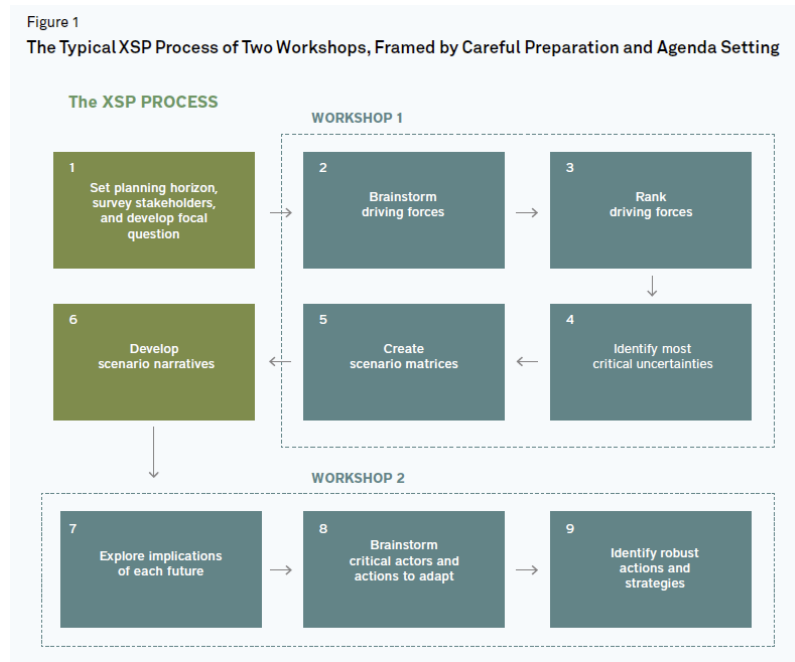 Figure 1
The Typical XSP Process of Two Workshops, Framed by Careful Preparation and Agenda Setting
The XSP PROCESS
WORKSHOP 1
1
Set planning horizon,
survey stakeholders,
and develop focal
question
2
Brainstorm
driving forces
3
Rank
driving forces
4
Identify most
critical uncertainties
5
Create
scenario matrices
6
Develop
scenario narratives
WORKSHOP 2
7
Explore implications
of each future
8
Brainstorm
critical actors and
actions to adapt
9
Identify robust
actions and
strategies